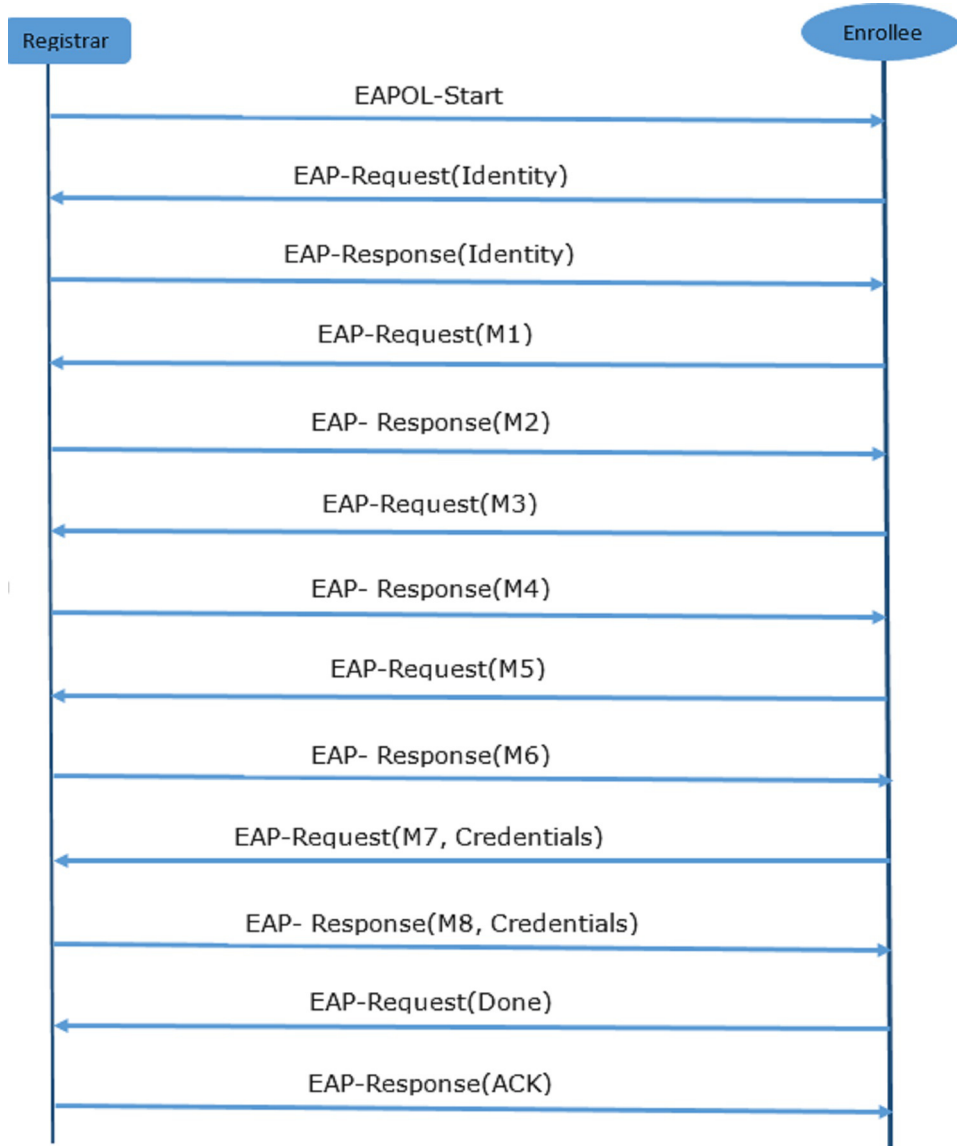 Registrar
Enrollee
EAPOL-Start
EAP-Request(Identity)
EAP-Response(Identity)
EAP-Request(M1)
EAP- Response(M2)
EAP-Request(M3)
EAP- Response(M4)
EAP-Request(M5)
EAP- Response(M6)
EAP-Request(M7, Credentials)
EAP- Response(M8, Credentials)
EAP-Request(Done)
EAP-Response(ACK)